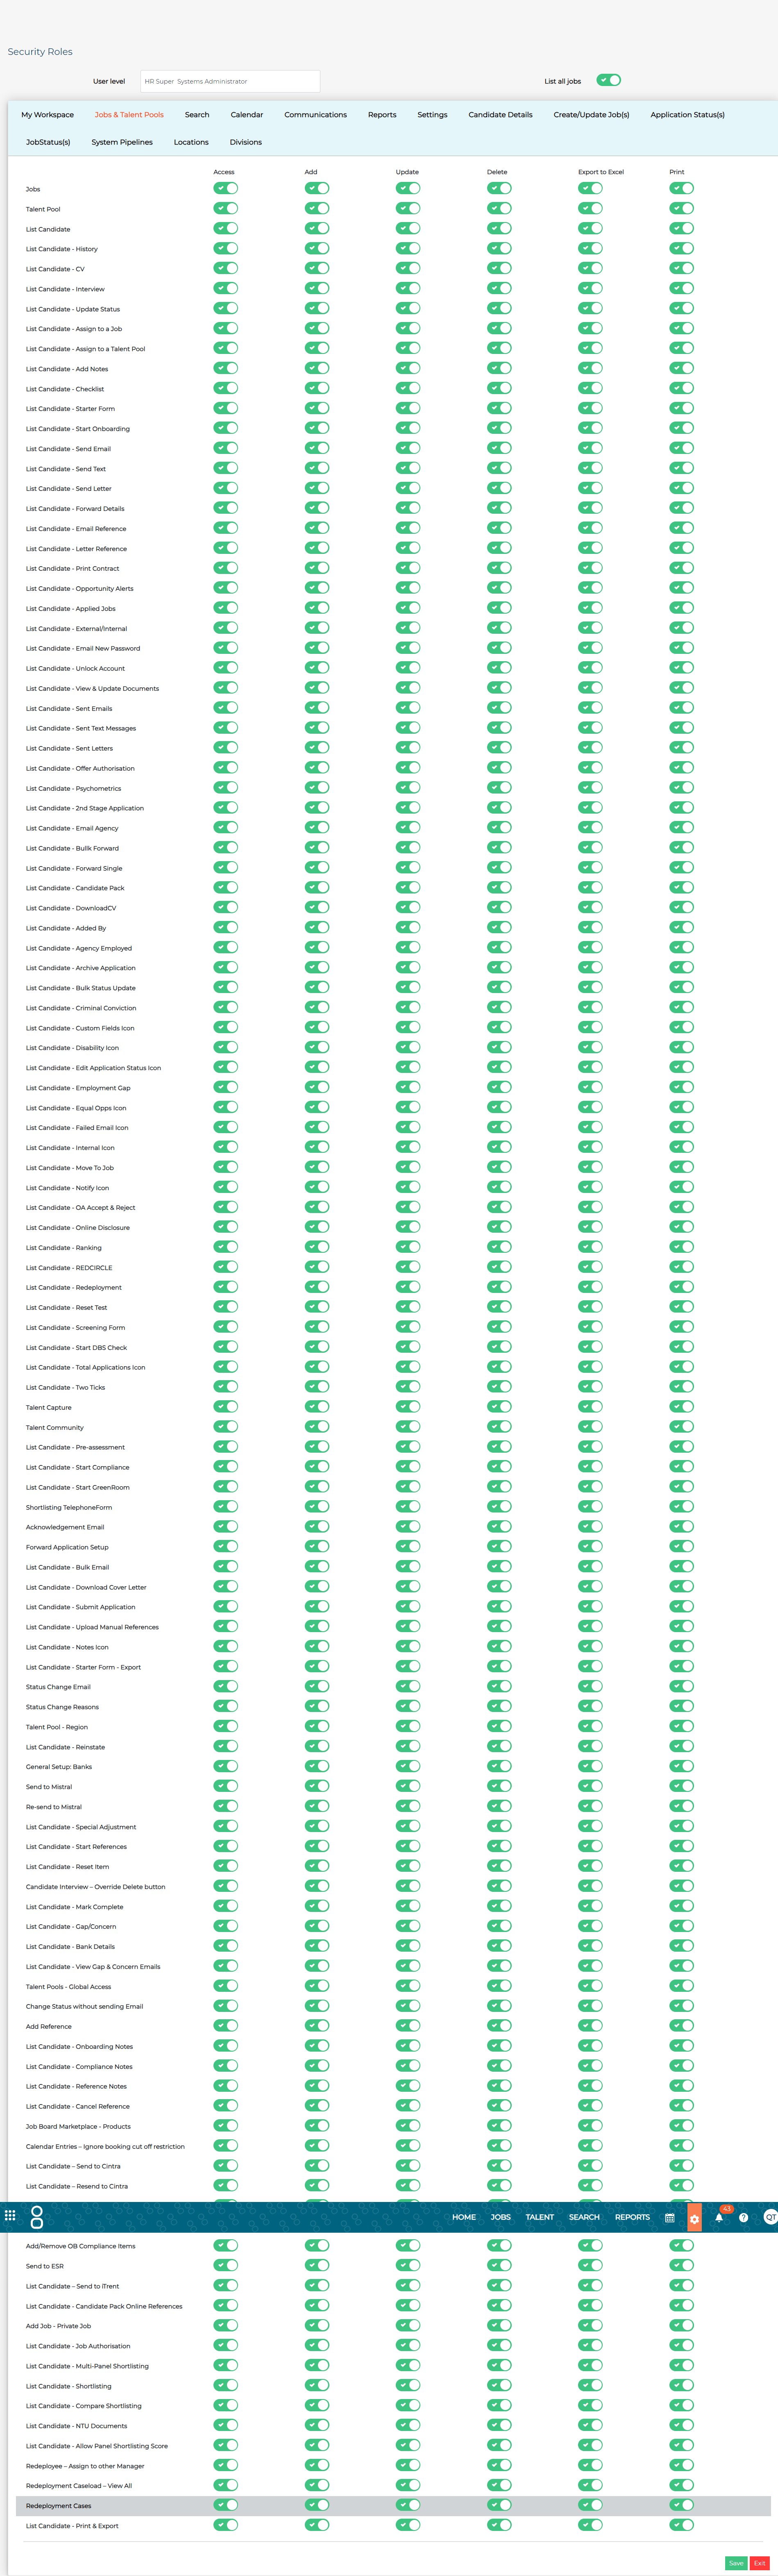 Security Roles
User level HR Super Systems Administrator List all jobs
My Workspace Jobs & Talent Pools Search Calendar Communications Reports Settings Candidate Details Create/Update Job(s) Application Status(s)
JobStatus(s) System Pipelines Locations Divisions
Access Add Update Delete Export to Excel Print
Jobs
Talent Pool
List Candidate
List Candidate - History
List Candidate - CV
List Candidate - Interview
List Candidate - Update Status
List Candidate - Assign to a Job
List Candidate - Assign to a Talent Pool
List Candidate - Add Notes
List Candidate - Checklist
List Candidate - Starter Form
List Candidate - Start Onboarding
List Candidate - Send Email
List Candidate - Send Text
List Candidate - Send Letter
List Candidate - Forward Details
List Candidate - Email Reference
List Candidate - Letter Reference
List Candidate - Print Contract
List Candidate - Opportunity Alerts
List Candidate - Applied Jobs
List Candidate - External/Internal
List Candidate - Email New Password
List Candidate - Unlock Account
List Candidate - View & Update Documents
List Candidate - Sent Emails
List Candidate - Sent Text Messages
List Candidate - Sent Letters
List Candidate - Offer Authorisation
List Candidate - Psychometrics
List Candidate - 2nd Stage Application
List Candidate - Email Agency
List Candidate - Bullk Forward
List Candidate - Forward Single
List Candidate - Candidate Pack
List Candidate - DownloadCV
List Candidate - Added By
List Candidate - Agency Employed
List Candidate - Archive Application
List Candidate - Bulk Status Update
List Candidate - Criminal Conviction
List Candidate - Custom Fields Icon
List Candidate - Disability Icon
List Candidate - Edit Application Status Icon
List Candidate - Employment Gap
List Candidate - Equal Opps Icon
List Candidate - Failed Email Icon
List Candidate - Internal Icon
List Candidate - Move To Job
List Candidate - Notify Icon
List Candidate - OA Accept & Reject
List Candidate - Online Disclosure
List Candidate - Ranking
List Candidate - REDCIRCLE
List Candidate - Redeployment
List Candidate - Reset Test
List Candidate - Screening Form
List Candidate - Start DBS Check
List Candidate - Total Applications Icon
List Candidate - Two Ticks
Talent Capture
Talent Community
List Candidate - Pre-assessment
List Candidate - Start Compliance
List Candidate - Start GreenRoom
Shortlisting TelephoneForm
Acknowledgement Email
Forward Application Setup
List Candidate - Bulk Email
List Candidate - Download Cover Letter
List Candidate - Submit Application
List Candidate - Upload Manual References
List Candidate - Notes Icon
List Candidate - Starter Form - Export
Status Change Email
Status Change Reasons
Talent Pool - Region
List Candidate - Reinstate
General Setup: Banks
Send to Mistral
Re-send to Mistral
List Candidate - Special Adjustment
List Candidate - Start References
List Candidate - Reset Item
Candidate Interview – Override Delete button
List Candidate - Mark Complete
List Candidate - Gap/Concern
List Candidate - Bank Details
List Candidate - View Gap & Concern Emails
Talent Pools - Global Access
Change Status without sending Email
Add Reference
List Candidate - Onboarding Notes
List Candidate - Compliance Notes
List Candidate - Reference Notes
List Candidate - Cancel Reference
Job Board Marketplace - Products
Calendar Entries – Ignore booking cut off restriction
List Candidate – Send to Cintra
List Candidate – Resend to Cintra
HOME JOBS TALENT SEARCH REPORTS 43 ? QT
Add/Remove OB Compliance Items
Send to ESR
List Candidate – Send to iTrent
List Candidate - Candidate Pack Online References
Add Job - Private Job
List Candidate - Job Authorisation
List Candidate - Multi-Panel Shortlisting
List Candidate - Shortlisting
List Candidate - Compare Shortlisting
List Candidate - NTU Documents
List Candidate - Allow Panel Shortlisting Score
Redeployee – Assign to other Manager
Redeployment Caseload – View All
Redeployment Cases
List Candidate - Print & Export
Save Exit